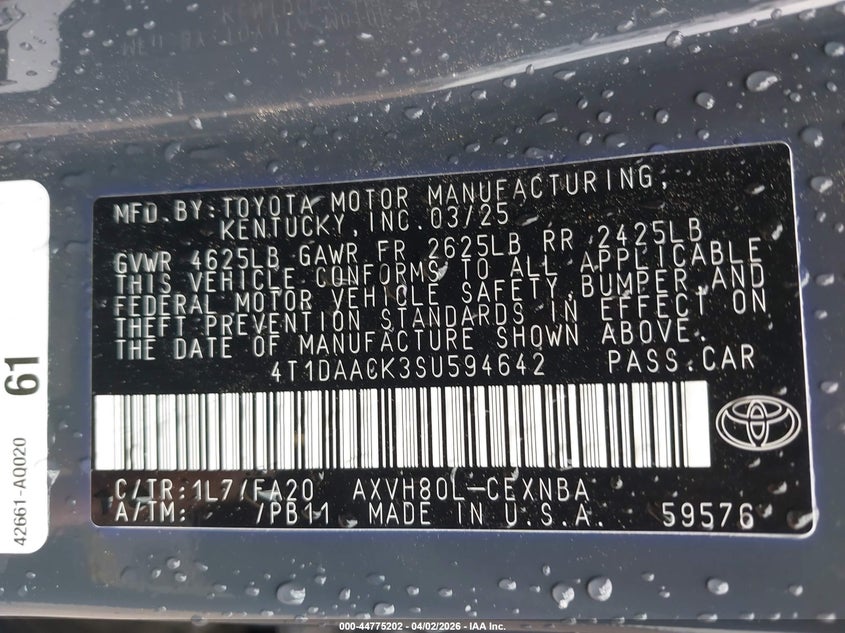 MFD.BY:TOYOTA MOTOR MANUFACTURING,
KENTUCKY,INC.03/25
GVWR 4625LB GAWR FR 2625LB RR 2425LB
THIS VEHICLE CONFORMS TO ALL APPLICABLE
FEDERAL MOTOR VEHICLE SAFETY,BUMPER,AND
THEFT PREVENTION STANDARDS IN EFFECT ON
THE DATE OF MANUFACTURE SHOWN ABOVE.
4T1DAACK3SU594642 PASS.CAR
C/TR:1L7/FA20 AXVH80L-CEXNBA
A/TM: /PB11 MADE IN U.S.A. 59576
61
42661-A0020
000-44775202 - 04/02/2026 - IAA Inc.